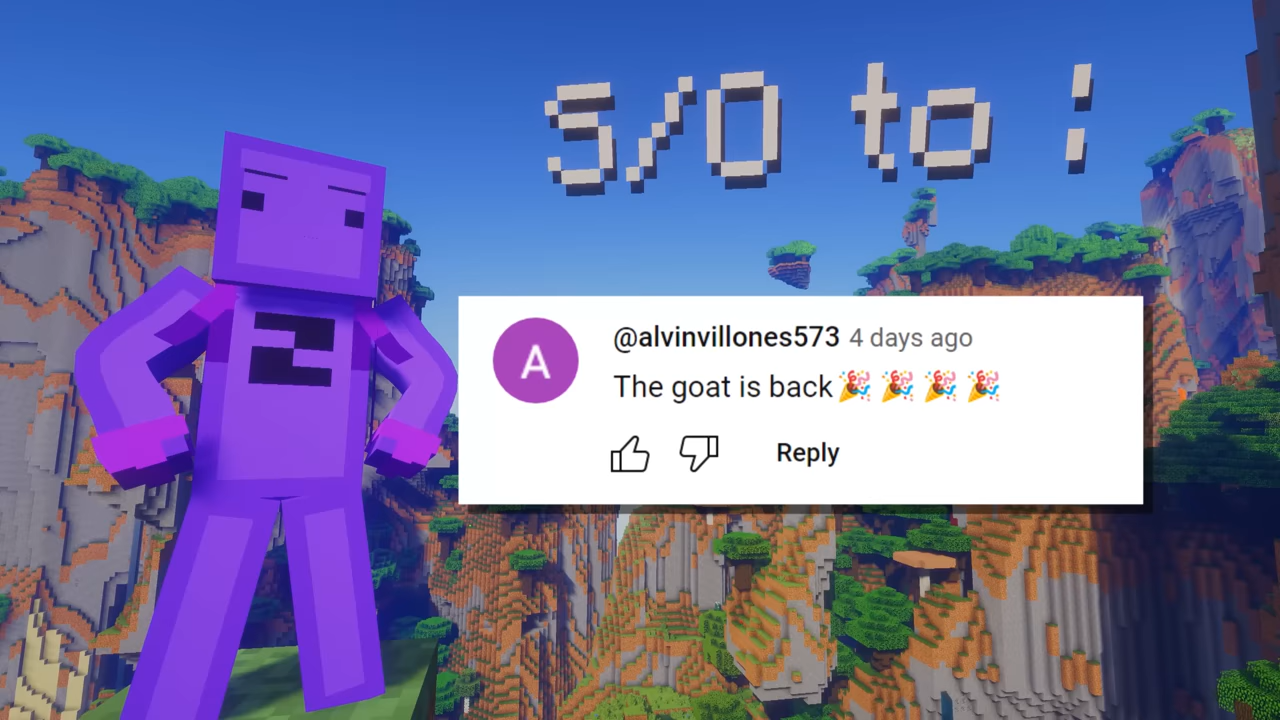 S/O to :
A
@alvinvillones573 4 days ago
The goat is back🎉 🎉 🎉 🎉
Reply